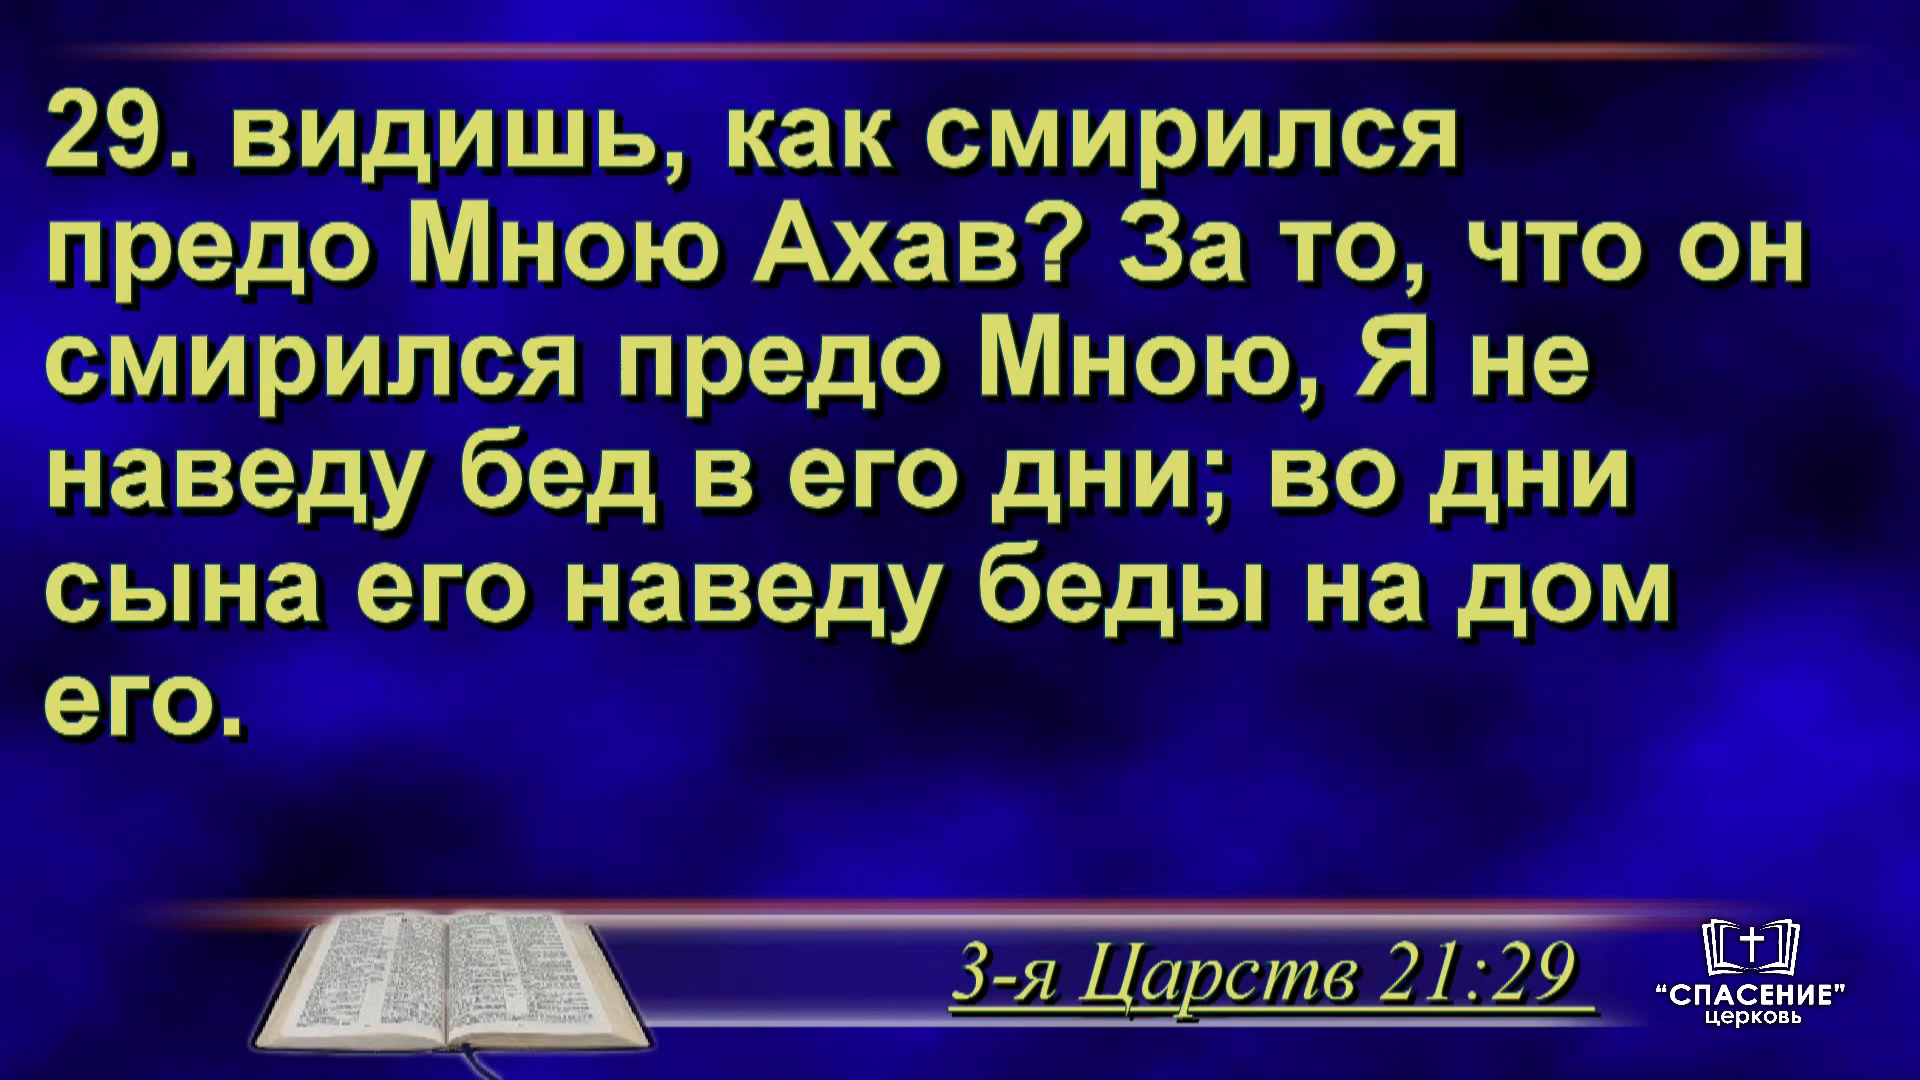 29. видишь, как смирился
предо Мною Ахав? За то, что он
смирился предо Мною, Я не
наведу бед в его дни; во дни
сына его наведу беды на дом
его.
3-я Царств 21:29
“СПАСЕНИЕ”
церковь